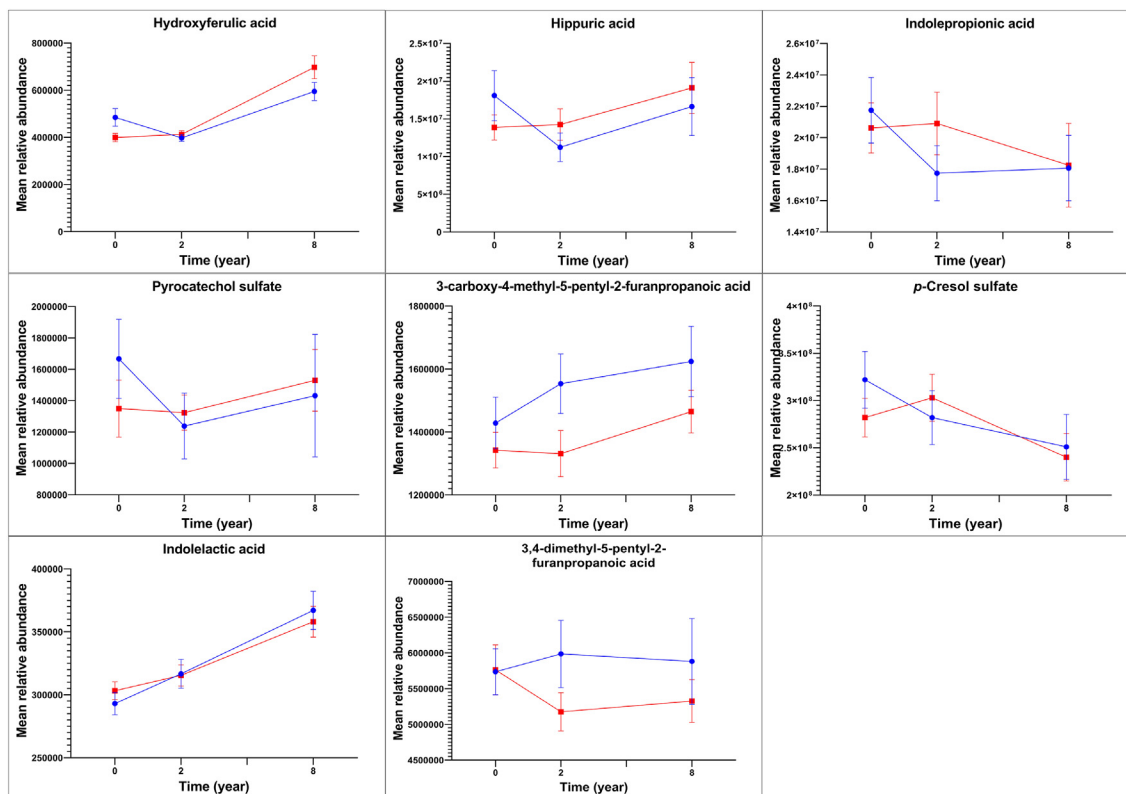 Hydroxyferulic acid
Mean relative abundance
800000
600000
400000
200000
0
0 2 8
Time (year)
Hippuric acid
Mean relative abundance
2.5×10⁷
2×10⁷
1.5×10⁷
1×10⁷
5×10⁶
0
0 2 8
Time (year)
Indolepropionic acid
Mean relative abundance
2.6×10⁷
2.4×10⁷
2.2×10⁷
2×10⁷
1.8×10⁷
1.6×10⁷
1.4×10⁷
0 2 8
Time (year)
Pyrocatechol sulfate
Mean relative abundance
2000000
1800000
1600000
1400000
1200000
1000000
800000
0 2 8
Time (year)
3-carboxy-4-methyl-5-pentyl-2-furanpropanoic acid
Mean relative abundance
1800000
1600000
1400000
1200000
0 2 8
Time (year)
p-Cresol sulfate
Mean relative abundance
4×10⁸
3.5×10⁸
3×10⁸
2.5×10⁸
2×10⁸
0 2 8
Time (year)
Indolelactic acid
Mean relative abundance
400000
350000
300000
250000
0 2 8
Time (year)
3,4-dimethyl-5-pentyl-2-
furanpropanoic acid
Mean relative abundance
7000000
6500000
6000000
5500000
5000000
4500000
0 2 8
Time (year)